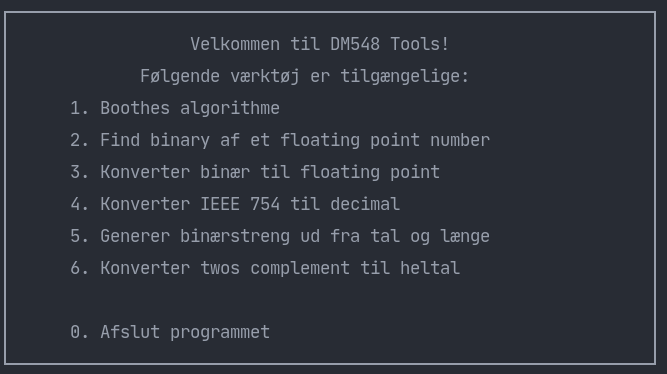 Velkommen til DM548 Tools!
Følgende værktøj er tilgængelige:
1. Boothes algorithme
2. Find binary af et floating point number
3. Konverter binær til floating point
4. Konverter IEEE 754 til decimal
5. Generer binærstreng ud fra tal og længe
6. Konverter twos complement til heltal
0. Afslut programmet